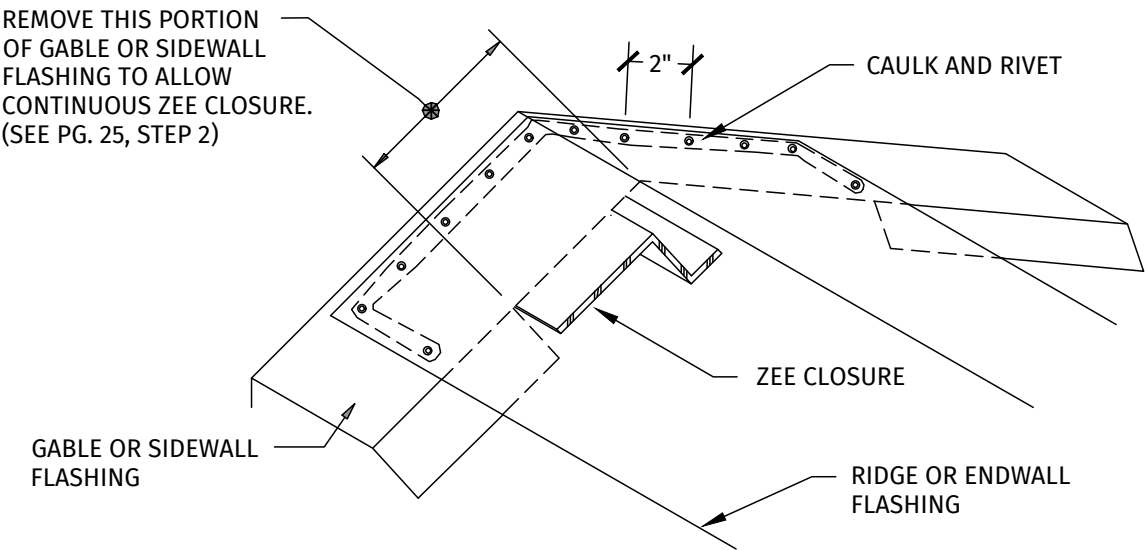 REMOVE THIS PORTION
OF GABLE OR SIDEWALL
FLASHING TO ALLOW
CONTINUOUS ZEE CLOSURE.
(SEE PG. 25, STEP 2)
2"
CAULK AND RIVET
ZEE CLOSURE
GABLE OR SIDEWALL
FLASHING
RIDGE OR ENDWALL
FLASHING